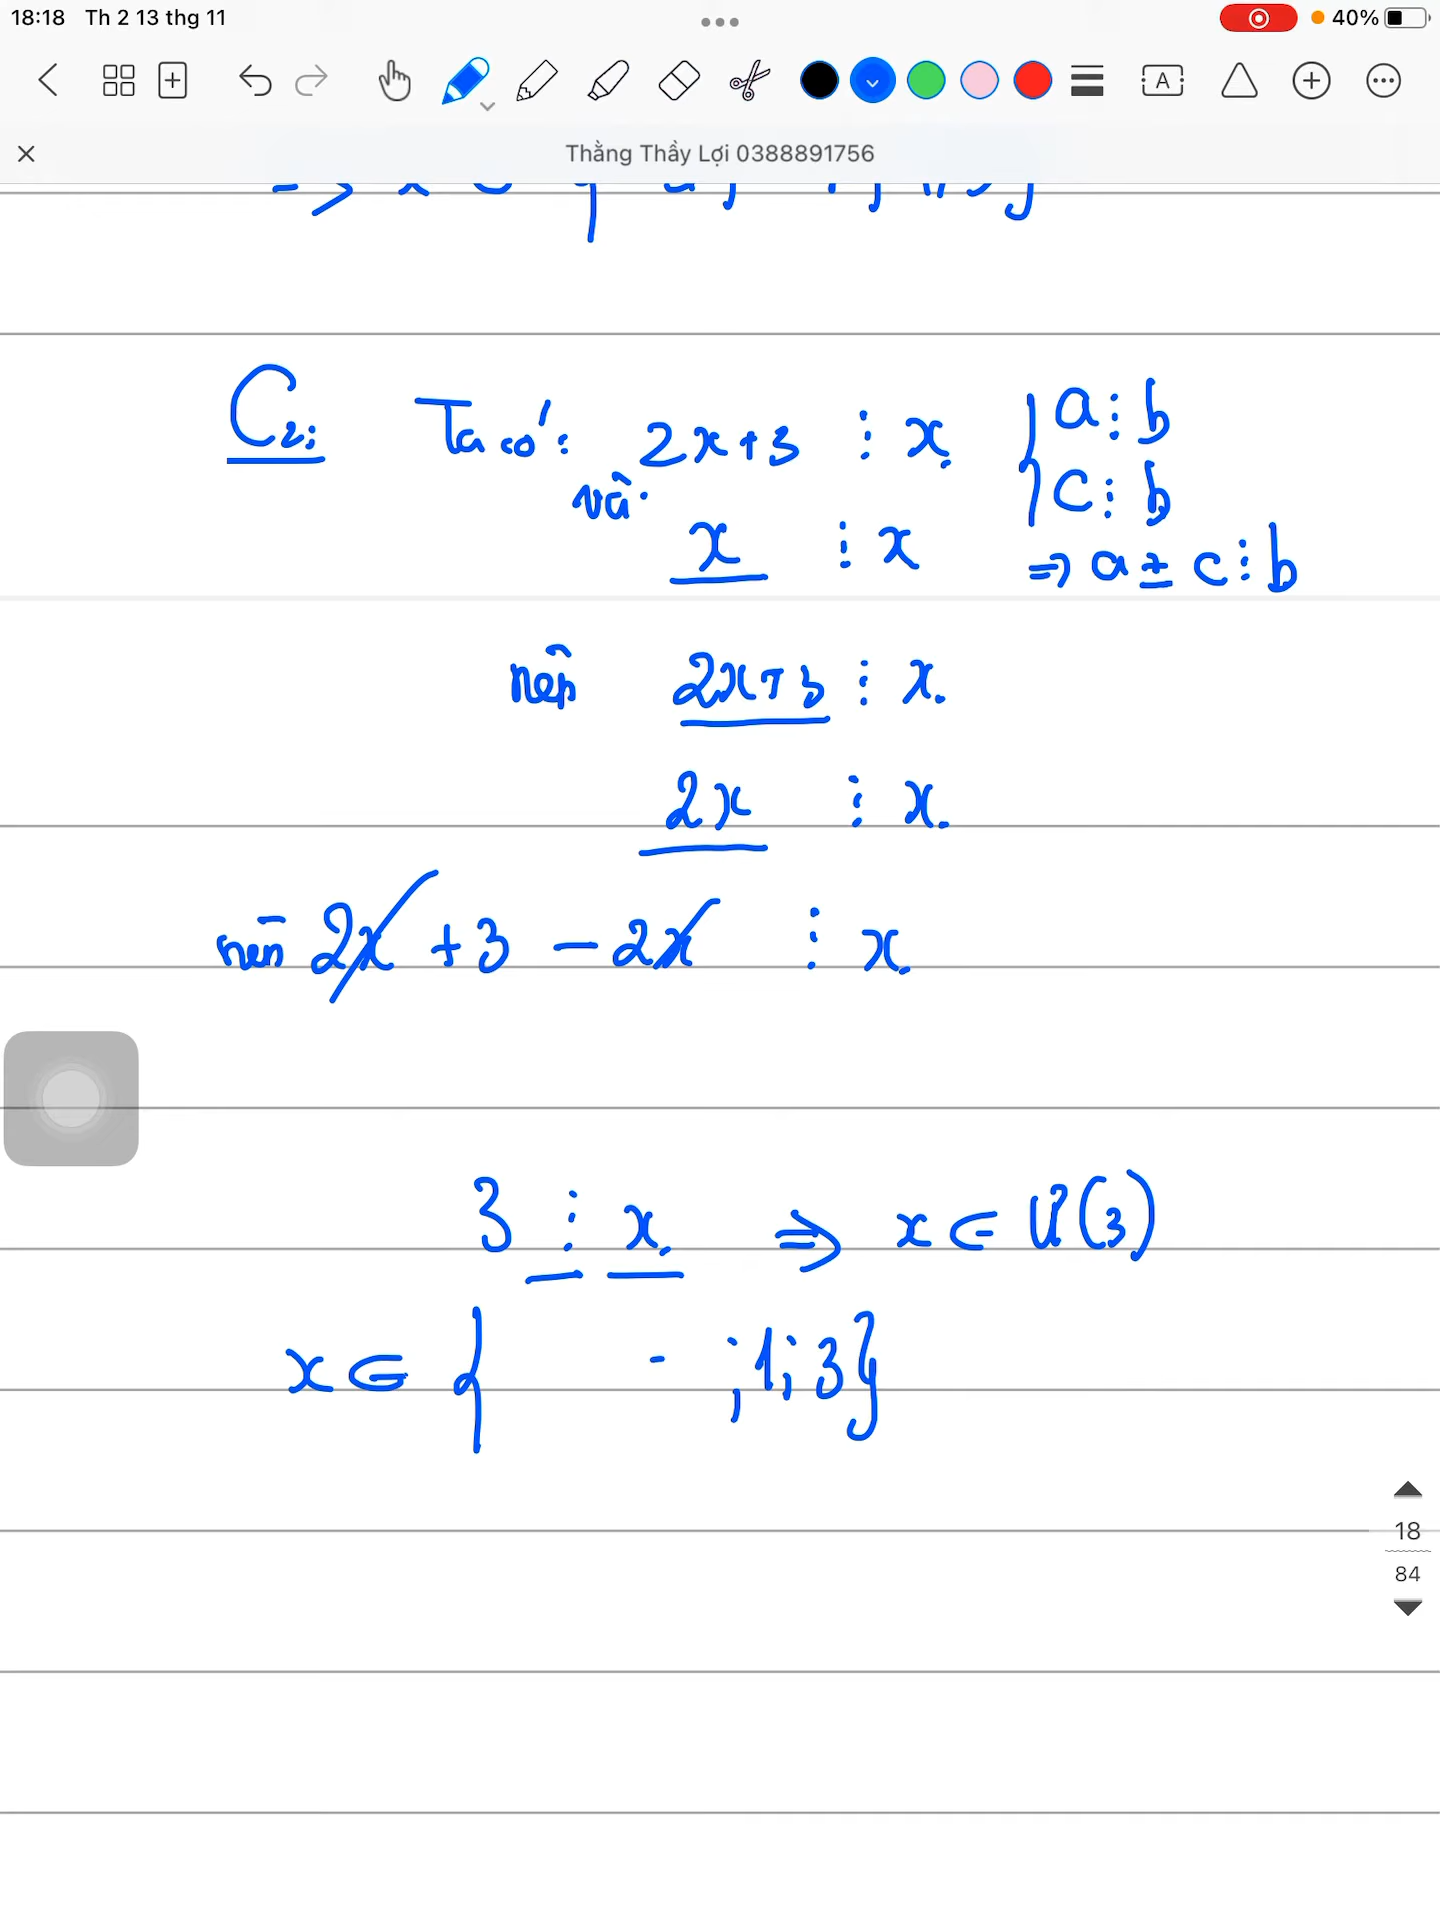 18:18 Th 2 13 thg 11
40%
A
Thằng Thầy Lợi 0388891756
C2: Ta có: 2x+3 ⋮ x
và x ⋮ x
{ a ⋮ b
c ⋮ b
=> a ± c ⋮ b
nên 2x+3 ⋮ x.
2x ⋮ x.
nên 2x + 3 - 2x ⋮ x.
3 ⋮ x. => x ∈ Ư(3)
x ∈ { - ; 1; 3}
18
84